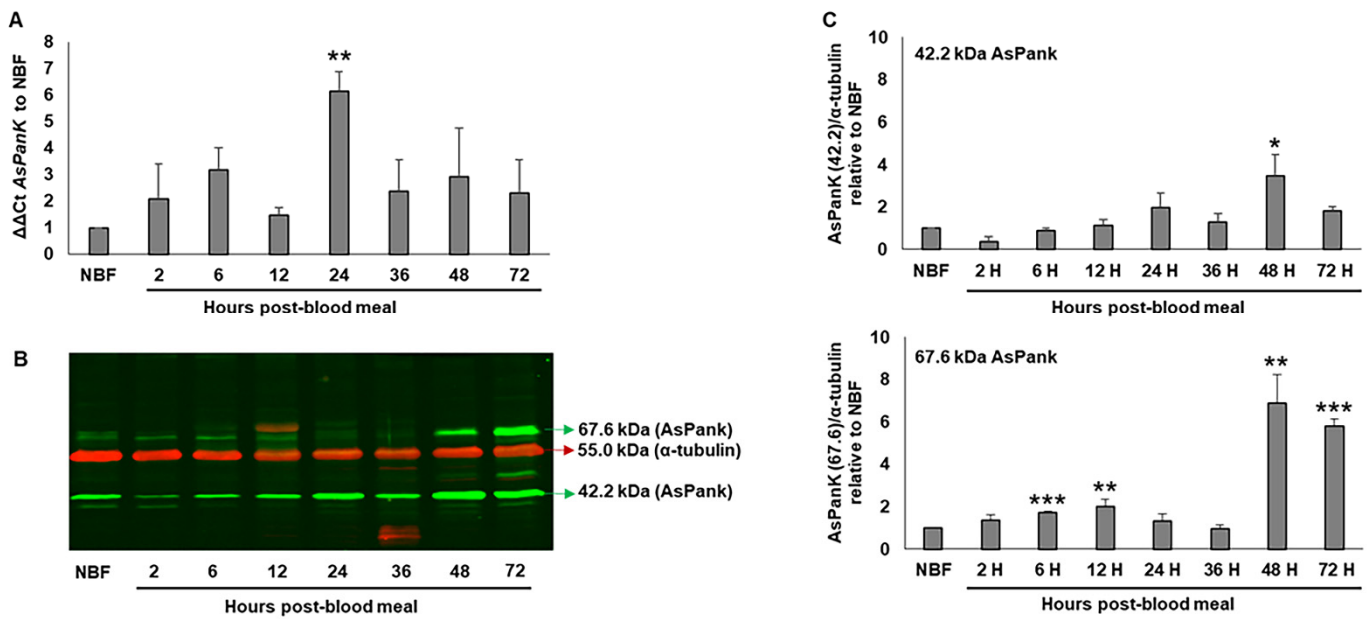 A
ΔΔCt AsPanK to NBF
8
7
6
5
4
3
2
1
0
**
NBF 2 6 12 24 36 48 72
Hours post-blood meal
B
67.6 kDa (AsPank)
55.0 kDa (α-tubulin)
42.2 kDa (AsPank)
NBF 2 6 12 24 36 48 72
Hours post-blood meal
C
AsPanK (42.2)/α-tubulin
relative to NBF
10
8
6
4
2
0
42.2 kDa AsPank
*
NBF 2 H 6 H 12 H 24 H 36 H 48 H 72 H
Hours post-blood meal
AsPanK (67.6)/α-tubulin
relative to NBF
10
8
6
4
2
0
67.6 kDa AsPank
*** ** ** ***
NBF 2 H 6 H 12 H 24 H 36 H 48 H 72 H
Hours post-blood meal